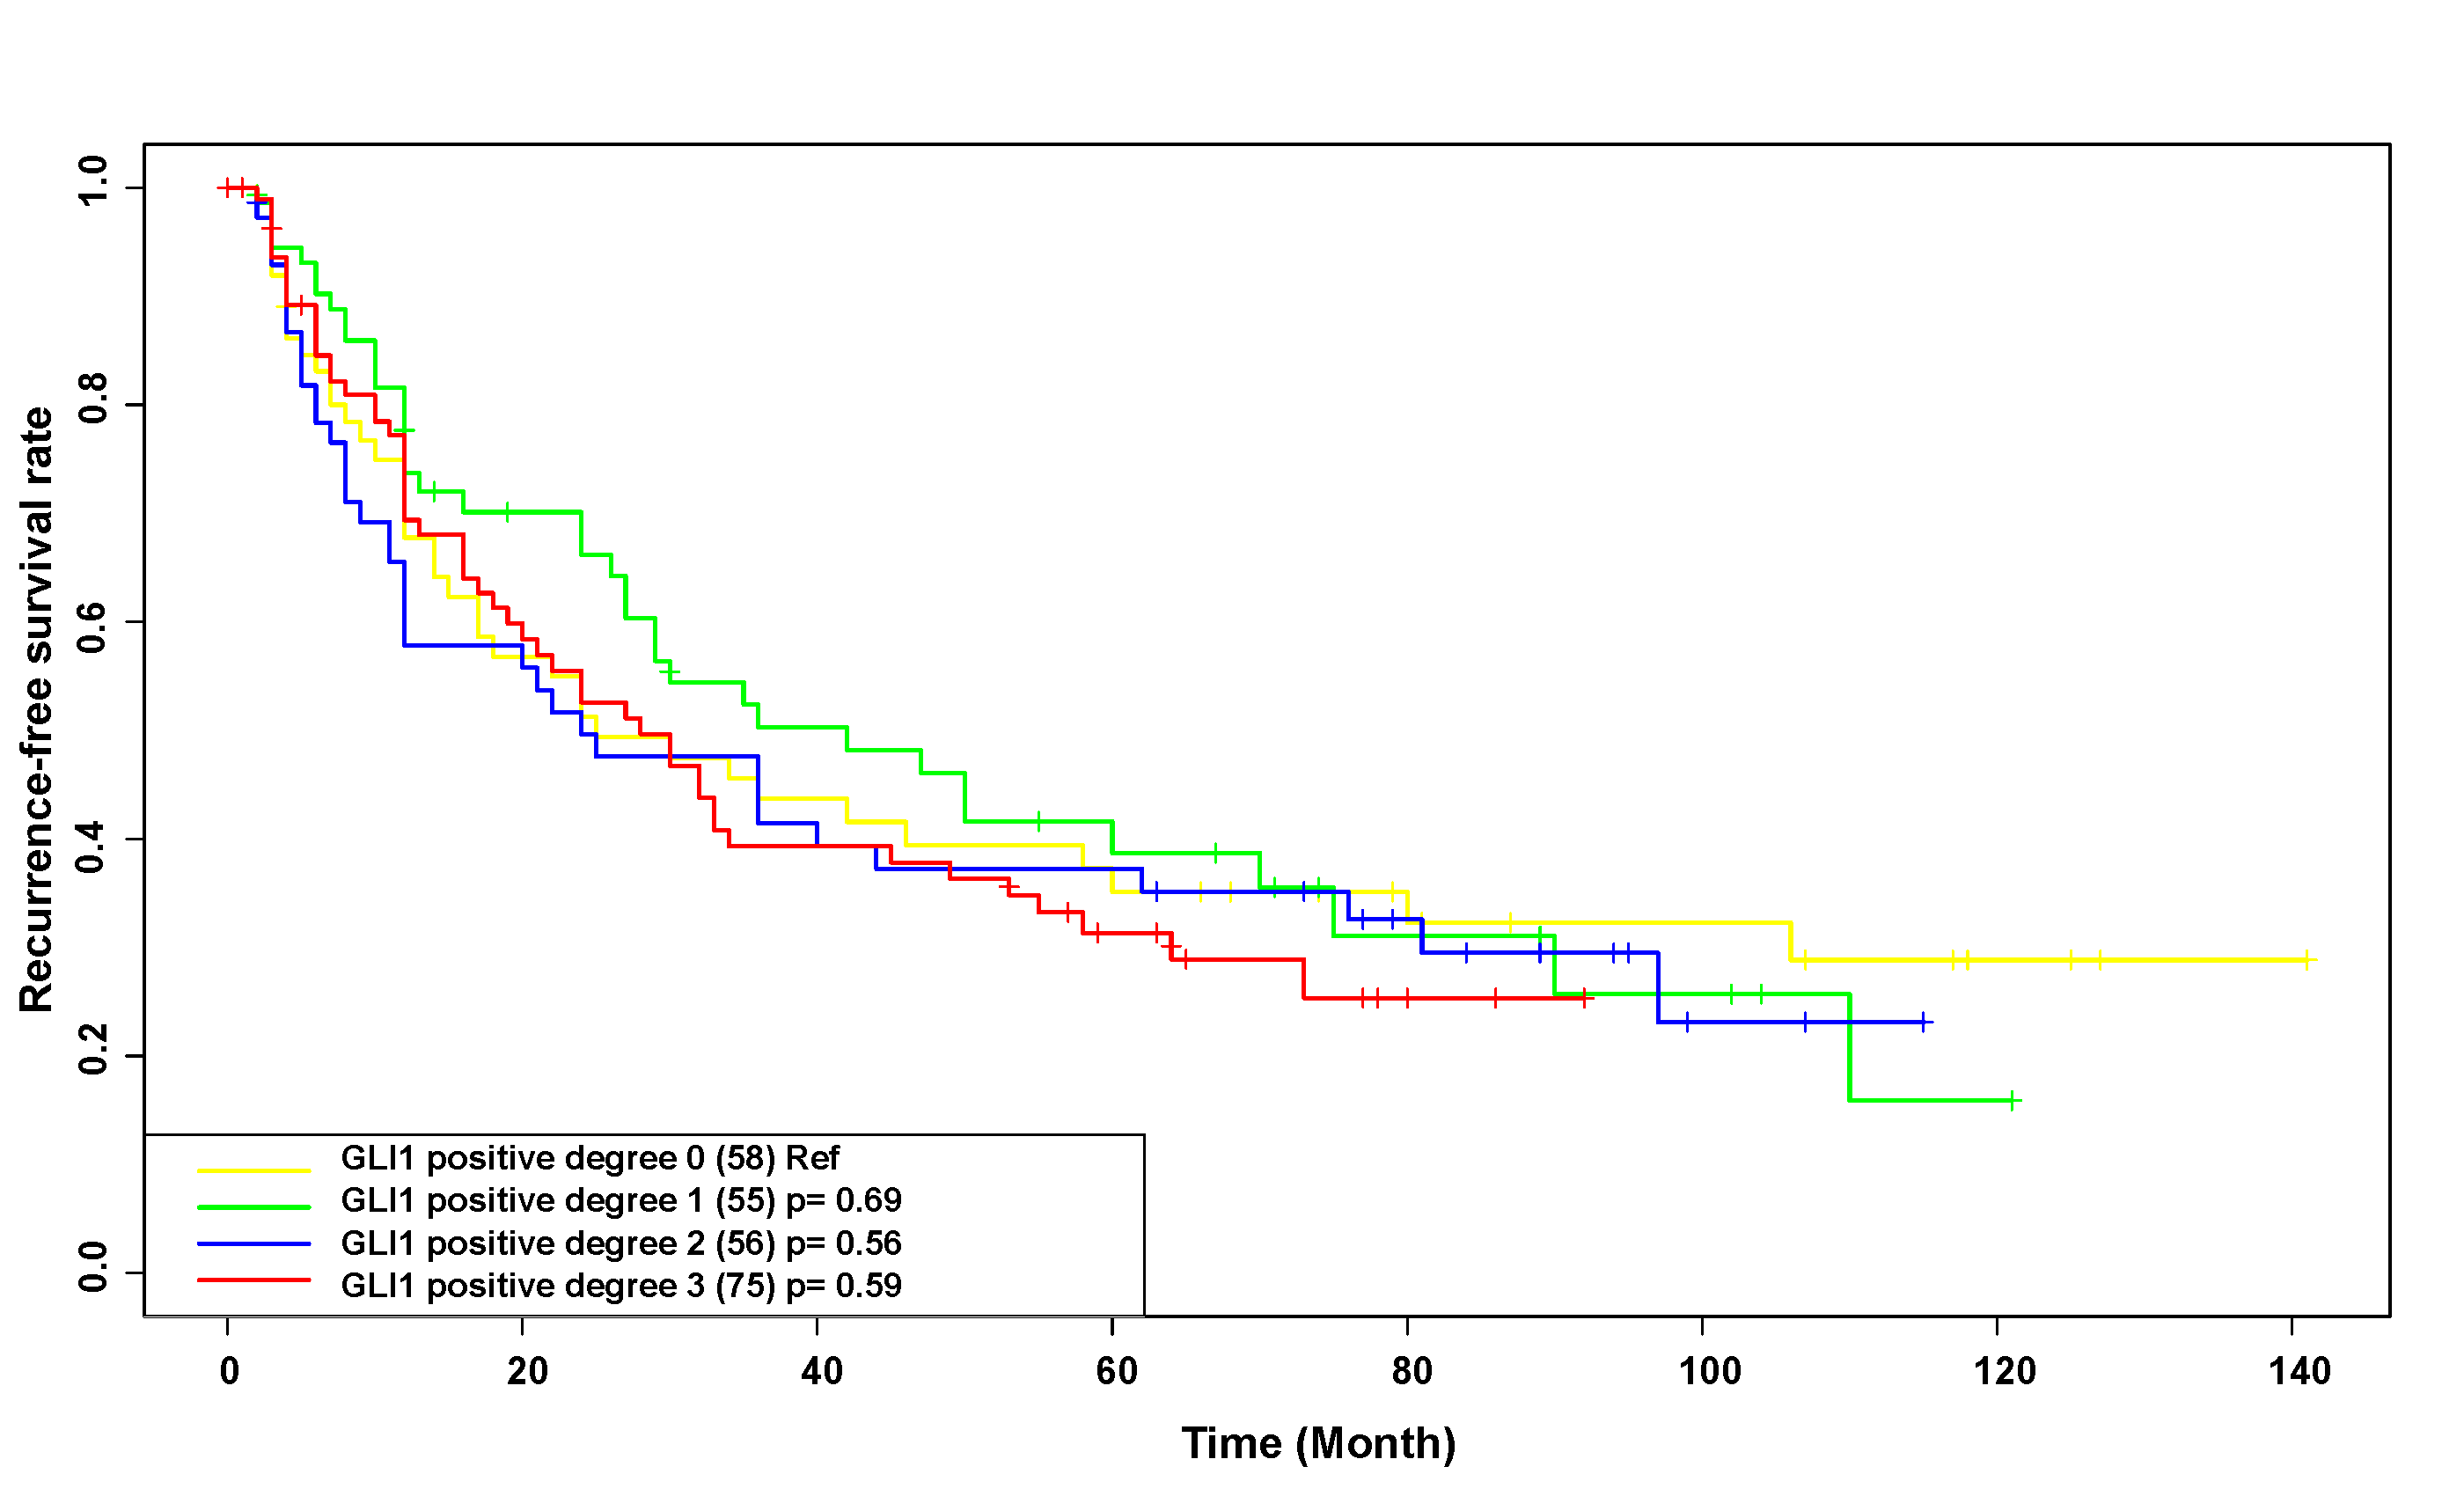 Recurrence-free survival rate
1.0
0.8
0.6
0.4
0.2
0.0
GLI1 positive degree 0 (58) Ref
GLI1 positive degree 1 (55) p= 0.69
GLI1 positive degree 2 (56) p= 0.56
GLI1 positive degree 3 (75) p= 0.59
0 20 40 60 80 100 120 140
Time (Month)